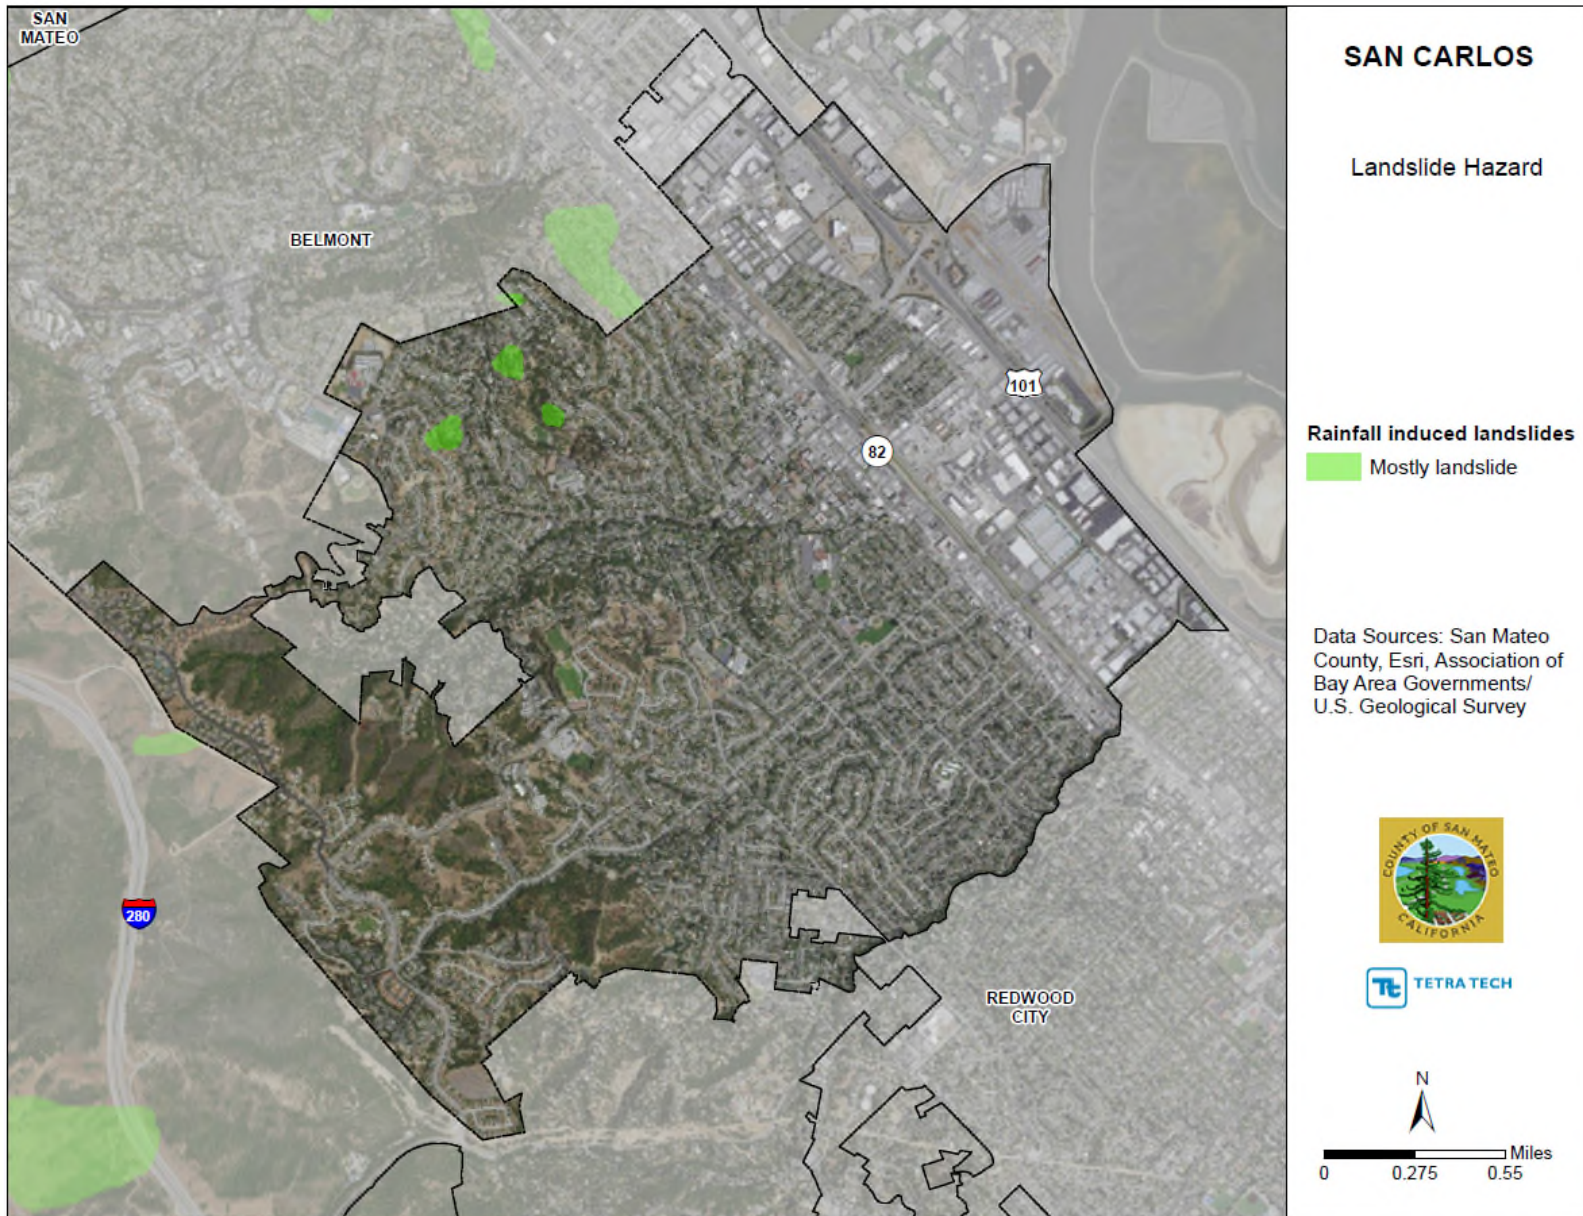 SAN
MATEO
BELMONT
101
82
280
REDWOOD
CITY
SAN CARLOS
Landslide Hazard
Rainfall induced landslides
Mostly landslide
Data Sources: San Mateo
County, Esri, Association of
Bay Area Governments/
U.S. Geological Survey
COUNTY OF SAN MATEO
CALIFORNIA
Tt TETRA TECH
N
Miles
0 0.275 0.55